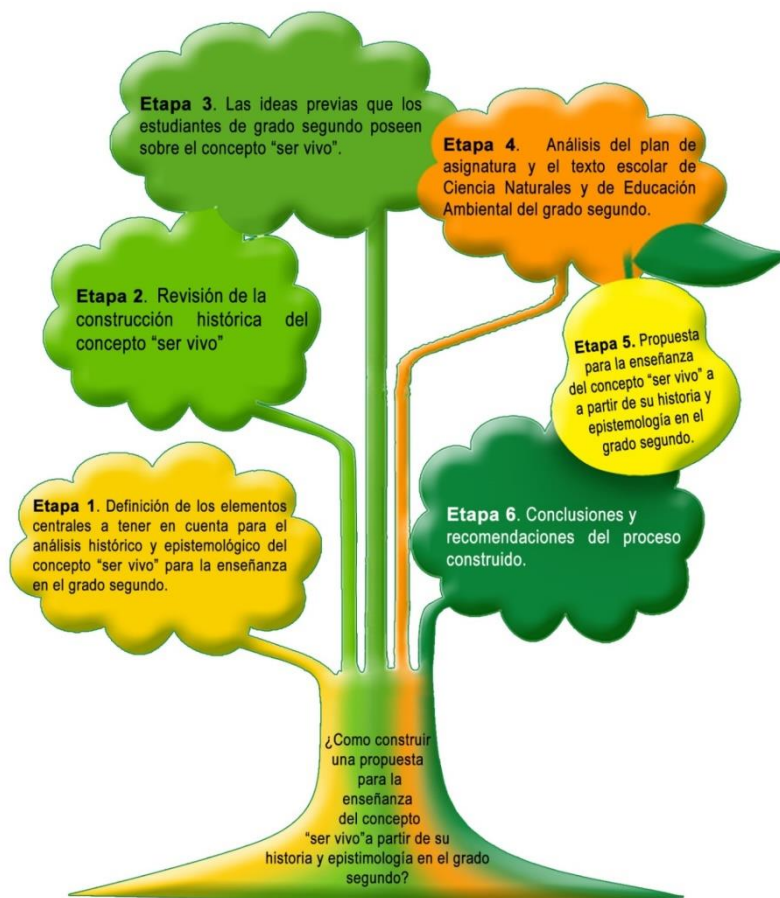 Etapa 3. Las ideas previas que los
estudiantes de grado segundo poseen
sobre el concepto “ser vivo”.
Etapa 4. Análisis del plan de
asignatura y el texto escolar de
Ciencia Naturales y de Educación
Ambiental del grado segundo.
Etapa 2. Revisión de la
construcción histórica del
concepto “ser vivo”
Etapa 5. Propuesta
para la enseñanza
del concepto “ser vivo” a
a partir de su historia y
epistemología en el
grado segundo.
Etapa 1. Definición de los elementos
centrales a tener en cuenta para el
análisis histórico y epistemológico del
concepto “ser vivo” para la enseñanza
en el grado segundo.
Etapa 6. Conclusiones y
recomendaciones del proceso
construido.
¿Como construir
una propuesta
para la
enseñanza
del concepto
“ser vivo”a partir de su
historia y epistimología en el grado
segundo?